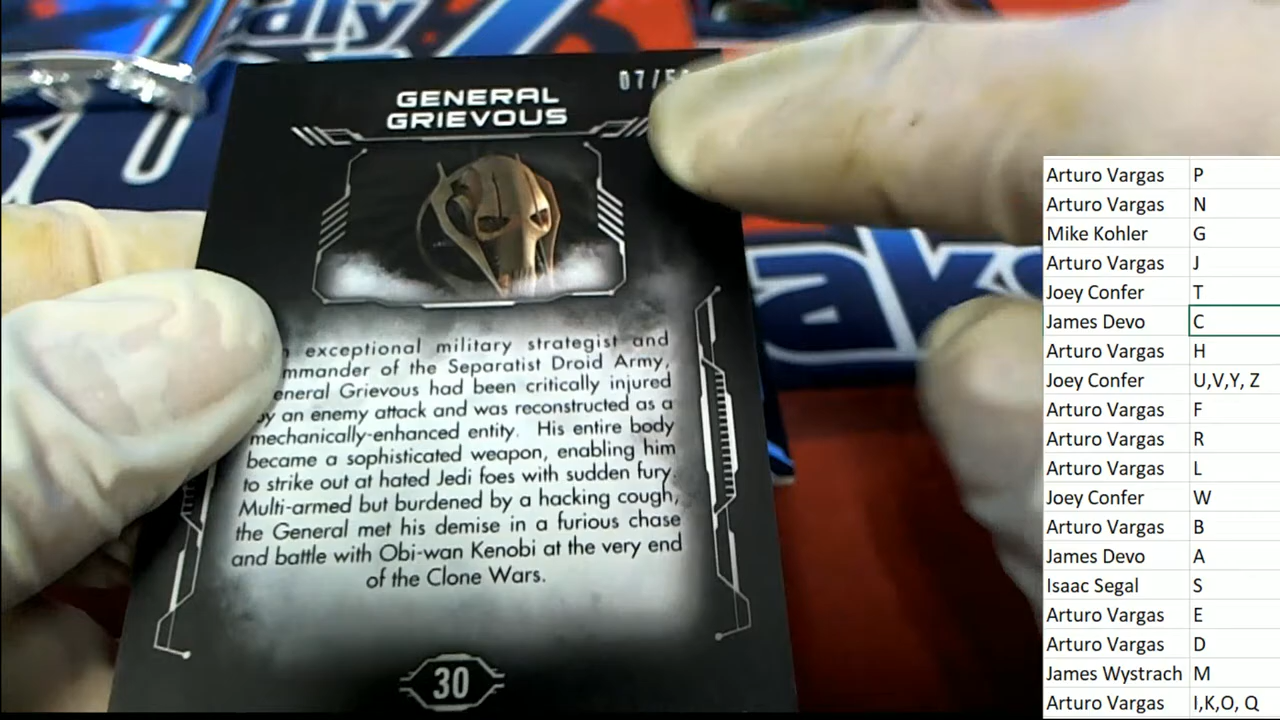 07/5
GENERAL
GRIEVOUS
exceptional military strategist and
mmander of the Separatist Droid Army,
eneral Grievous had been critically injured
by an enemy attack and was reconstructed as a
mechanically-enhanced entity. His entire body
became a sophisticated weapon, enabling him
to strike out at hated Jedi foes with sudden fury.
Multi-armed but burdened by a hacking cough,
the General met his demise in a furious chase
and battle with Obi-wan Kenobi at the very end
of the Clone Wars.
30
Arturo Vargas P
Arturo Vargas N
Mike Kohler G
Arturo Vargas J
Joey Confer T
James Devo C
Arturo Vargas H
Joey Confer U,V,Y, Z
Arturo Vargas F
Arturo Vargas R
Arturo Vargas L
Joey Confer W
Arturo Vargas B
James Devo A
Isaac Segal S
Arturo Vargas E
Arturo Vargas D
James Wystrach M
Arturo Vargas I,K,O, Q